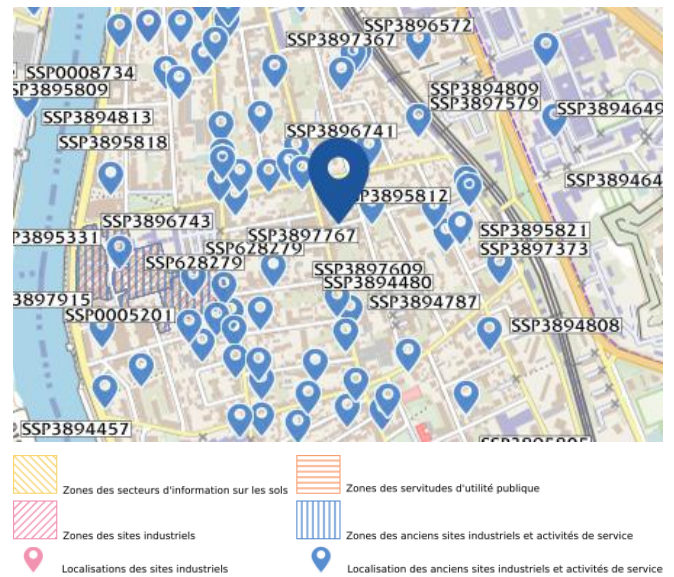 SSP3896572
SSP3897367
SSP0008734
SP3895809
SSP3894809
SSP3897579
SSP3894649
SSP3894813
SSP3896741
SSP3895818
SSP389464
P3895812
SSP3896743
SSP3897767
P3895331
SSP628279
SSP3895821
SSP3897373
SSP628279
SSP3897609
SSP3894480
3897915
SSP3894787
SSP0005201
SSP3894808
SSP3894457
Zones des secteurs d'information sur les sols
Zones des servitudes d'utilité publique
Zones des sites industriels
Zones des anciens sites industriels et activités de service
Localisations des sites industriels
Localisation des anciens sites industriels et activités de service